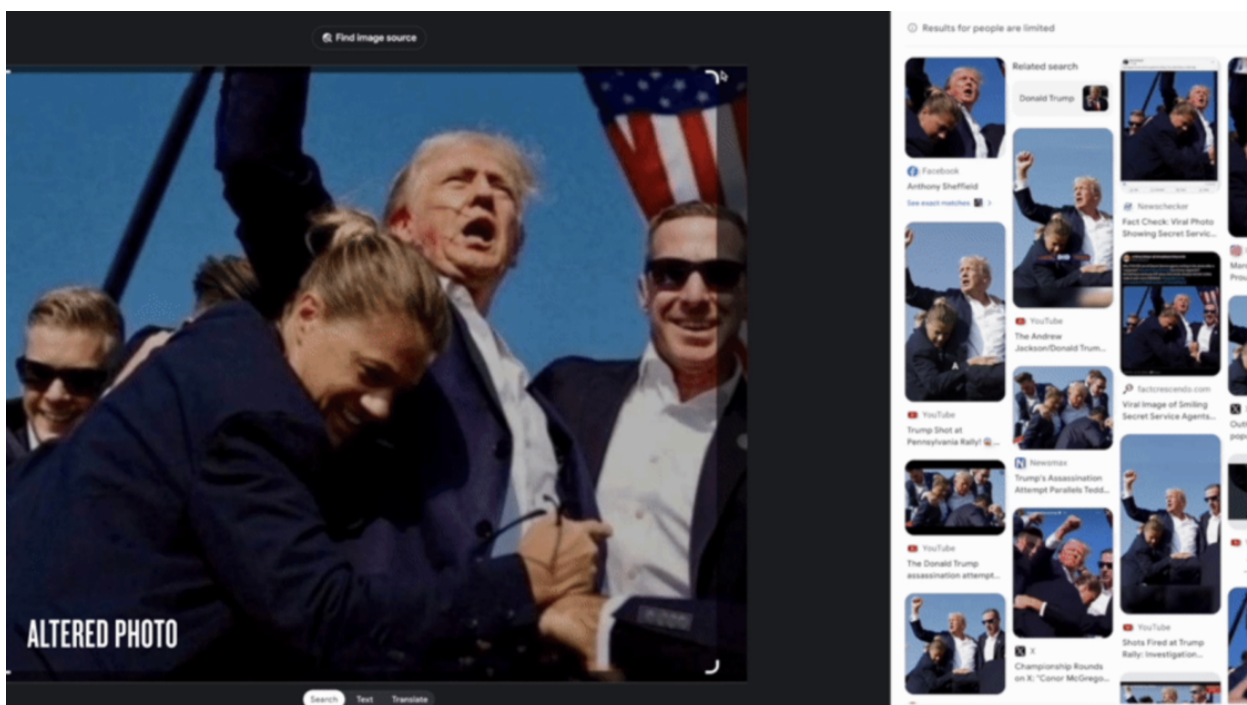 Find image source
ALTERED PHOTO
Search
Text
Translate
Results for people are limited
Facebook
Anthony Sheffield
See exact matches
YouTube
Trump Shot at
Pennsylvania Rally!
YouTube
The Donald Trump
assassination attempt...
Related search
Donald Trump
YouTube
The Andrew
Jackson/Donald Trum...
Newsmax
Trump's Assassination
Attempt Parallels Tedd...
X
Championship Rounds
on X: "Conor McGrego...
Newschecker
Fact Check: Viral Photo
Showing Secret Servic...
factcrescendo.com
Viral Image of Smiling
Secret Service Agents...
YouTube
Shots Fired at Trump
Rally: Investigation...